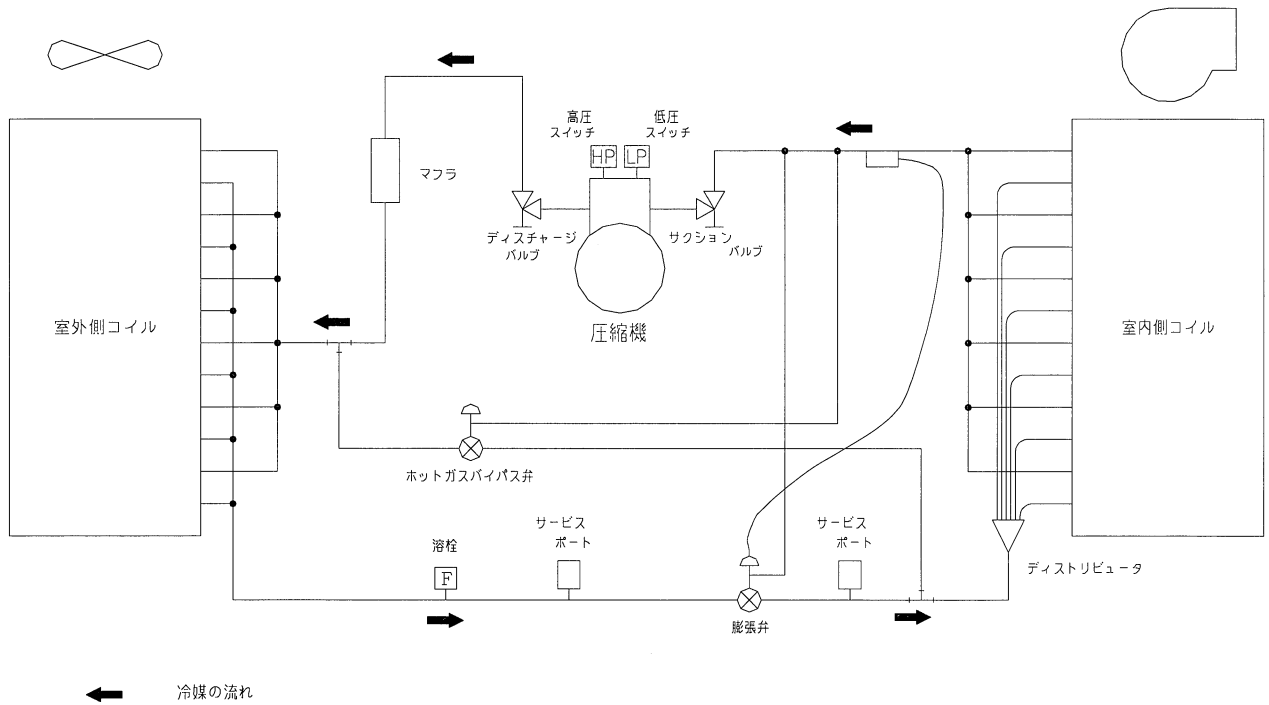 高圧
スイッチ
低圧
スイッチ
HP
LP
マフラ
ディスチャージ
バルブ
サクション
バルブ
圧縮機
室外側コイル
室内側コイル
ホットガスバイパス弁
溶栓
F
サービス
ポート
サービス
ポート
膨張弁
ディストリビュータ
冷媒の流れ